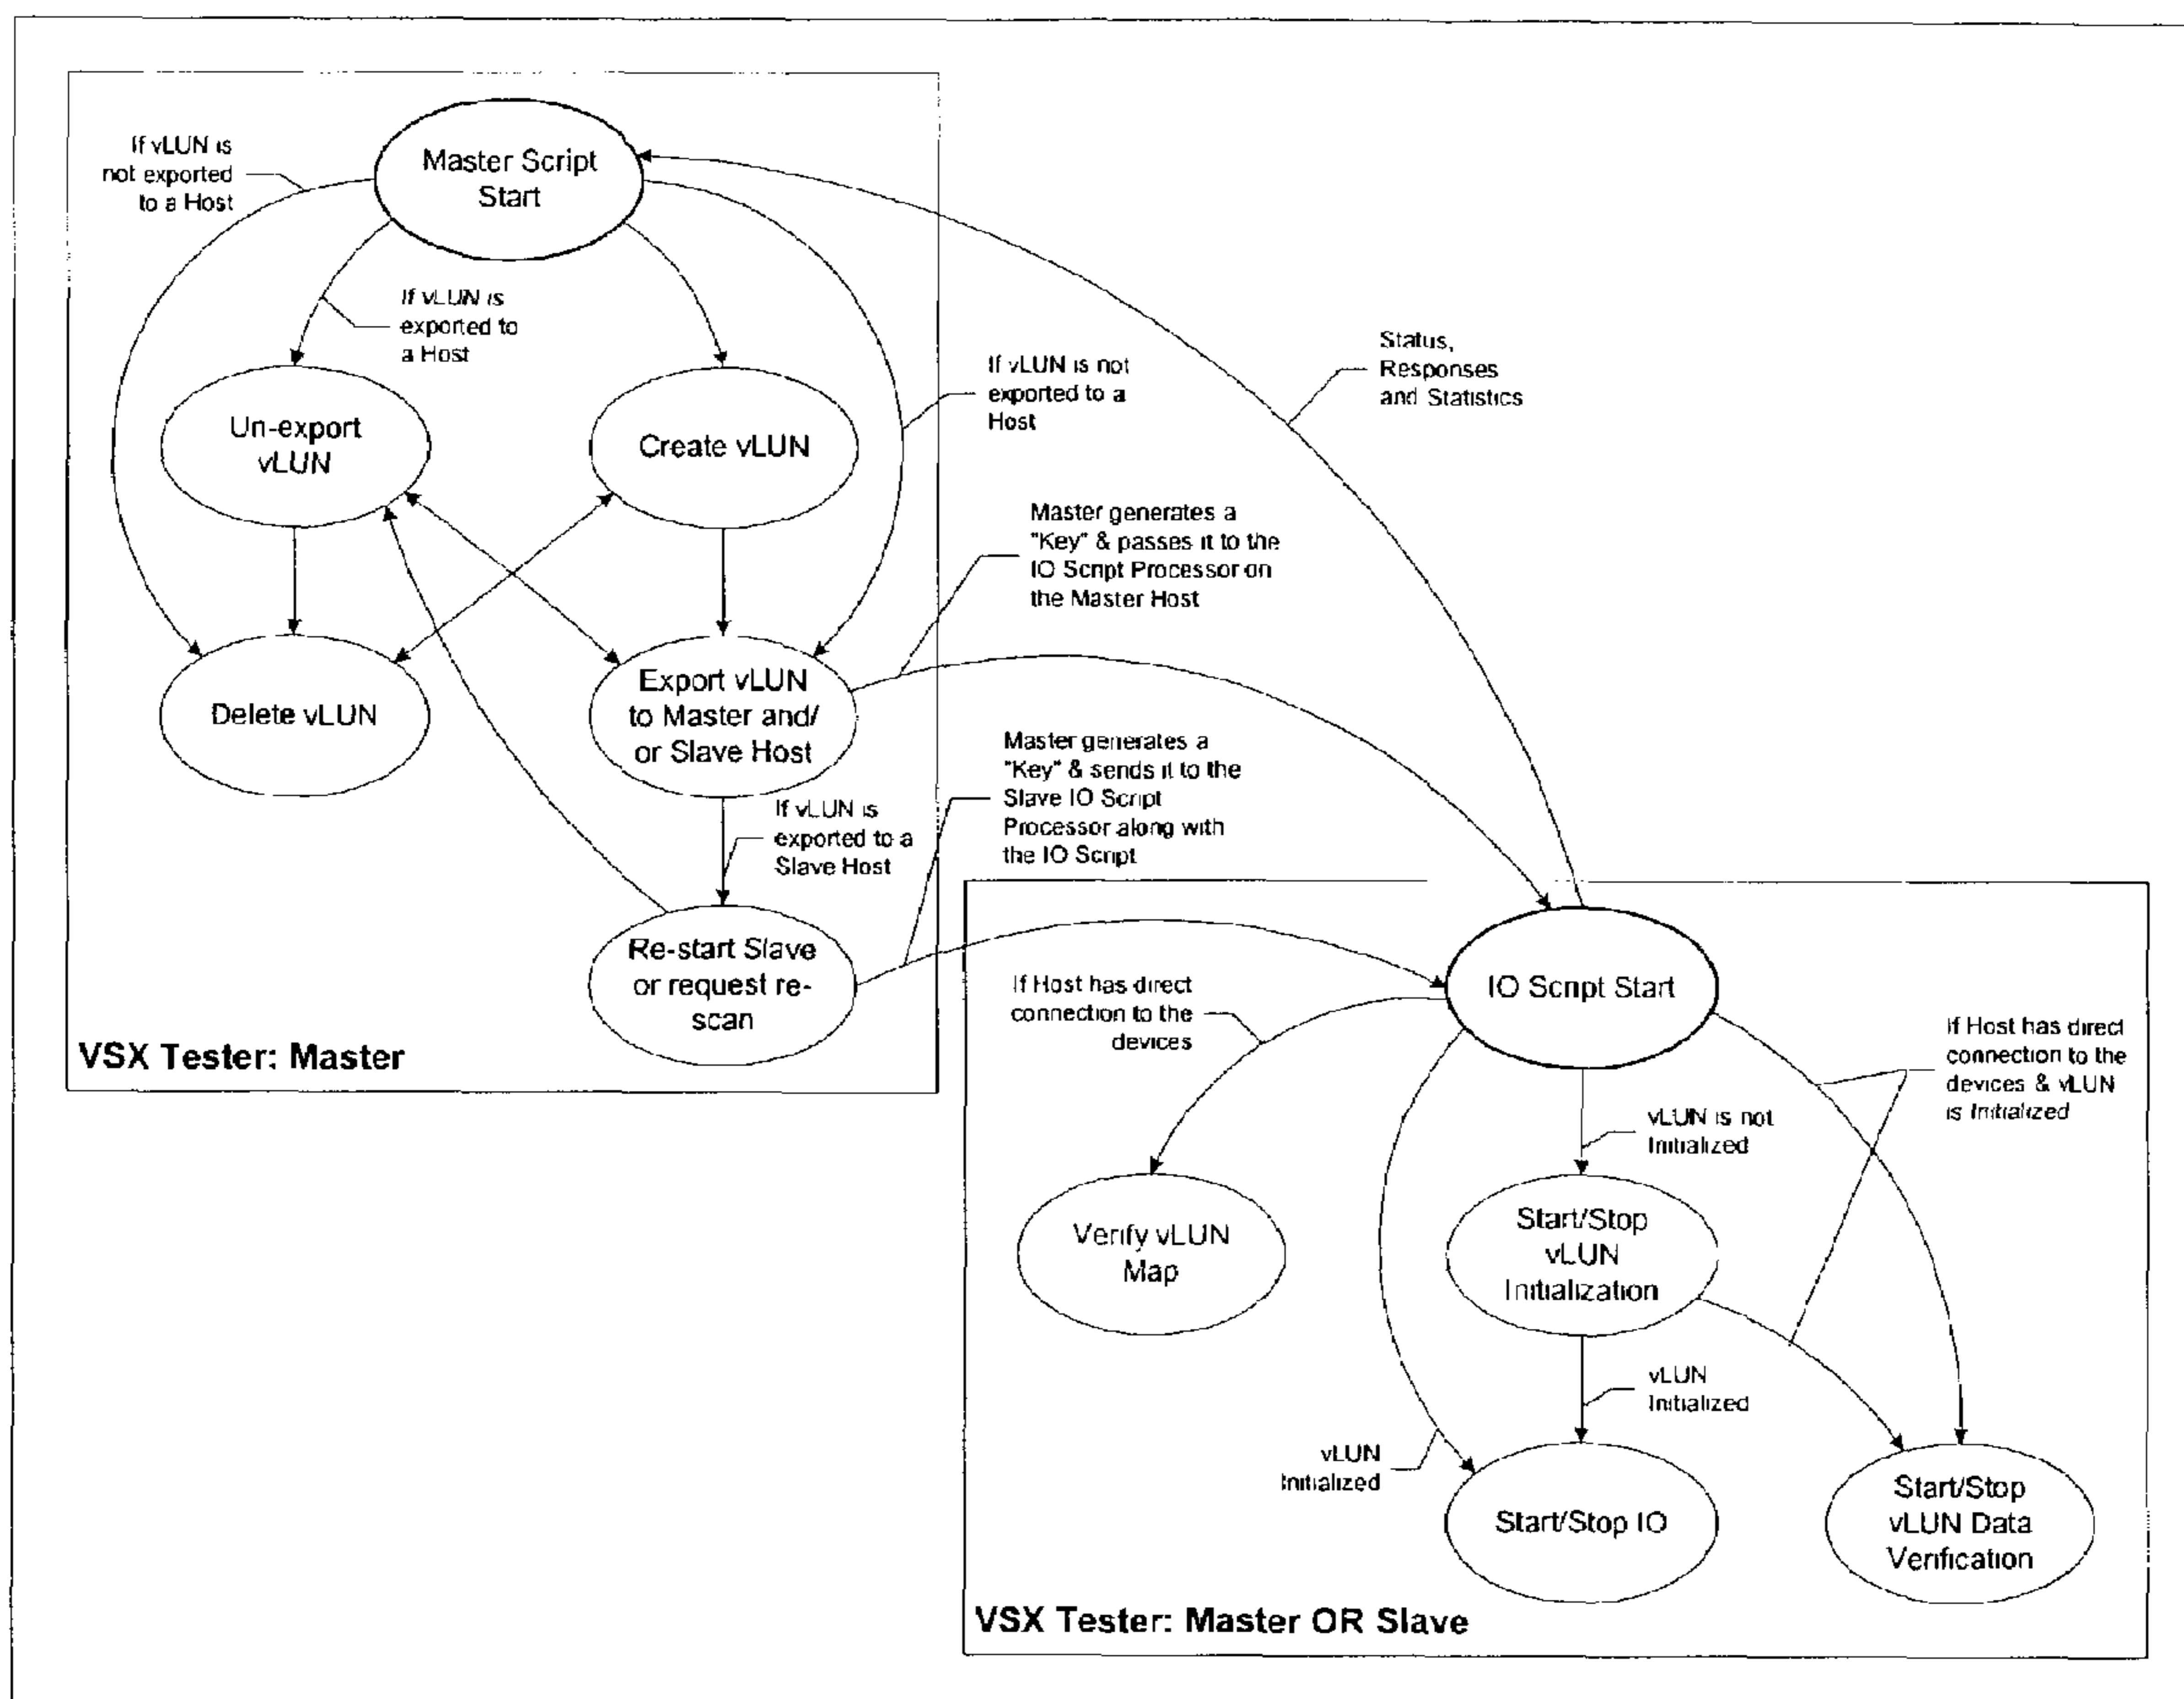 If vLUN is
not exported
to a Host
Master Script
Start
If vLUN is
exported to
a Host
If vLUN is not
exported to a
Host
Status,
Responses
and Statistics
Un-export
vLUN
Create vLUN
Master generates a
"Key" & passes it to the
IO Script Processor on
the Master Host
Delete vLUN
Export vLUN
to Master and/
or Slave Host
Master generates a
"Key" & sends it to the
Slave IO Script
Processor along with
the IO Script
If vLUN is
exported to a
Slave Host
Re-start Slave
or request re-
scan
VSX Tester: Master
If Host has direct
connection to the
devices
IO Script Start
If Host has direct
connection to the
devices & vLUN
is Initialized
vLUN is not
Initialized
Verify vLUN
Map
Start/Stop
vLUN
Initialization
vLUN
Initialized
vLUN
Initialized
Start/Stop IO
Start/Stop
vLUN Data
Verification
VSX Tester: Master OR Slave